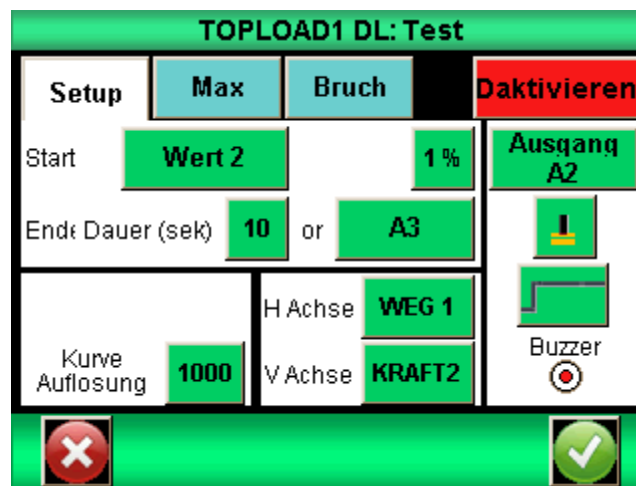 TOPLOAD1 DL: Test
Setup Max Bruch Daktivieren
Start Wert 2 1 %
Ausgang
A2
Ende Dauer (sek) 10 or A3
H Achse WEG 1
Kurve
Auflosung 1000
V Achse KRAFT2
Buzzer